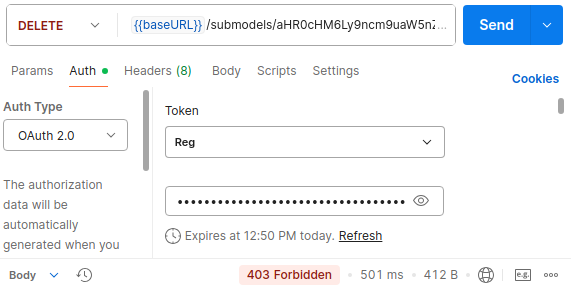 DELETE {{baseURL}} /submodels/aHR0cHM6Ly9ncm9uaW5nZ... Send
Params Auth Headers (8) Body Scripts Settings Cookies
Auth Type
OAuth 2.0
The authorization
data will be
automatically
generated when you
Token
Reg
Expires at 12:50 PM today. Refresh
Body 403 Forbidden 501 ms 412 B e.g.